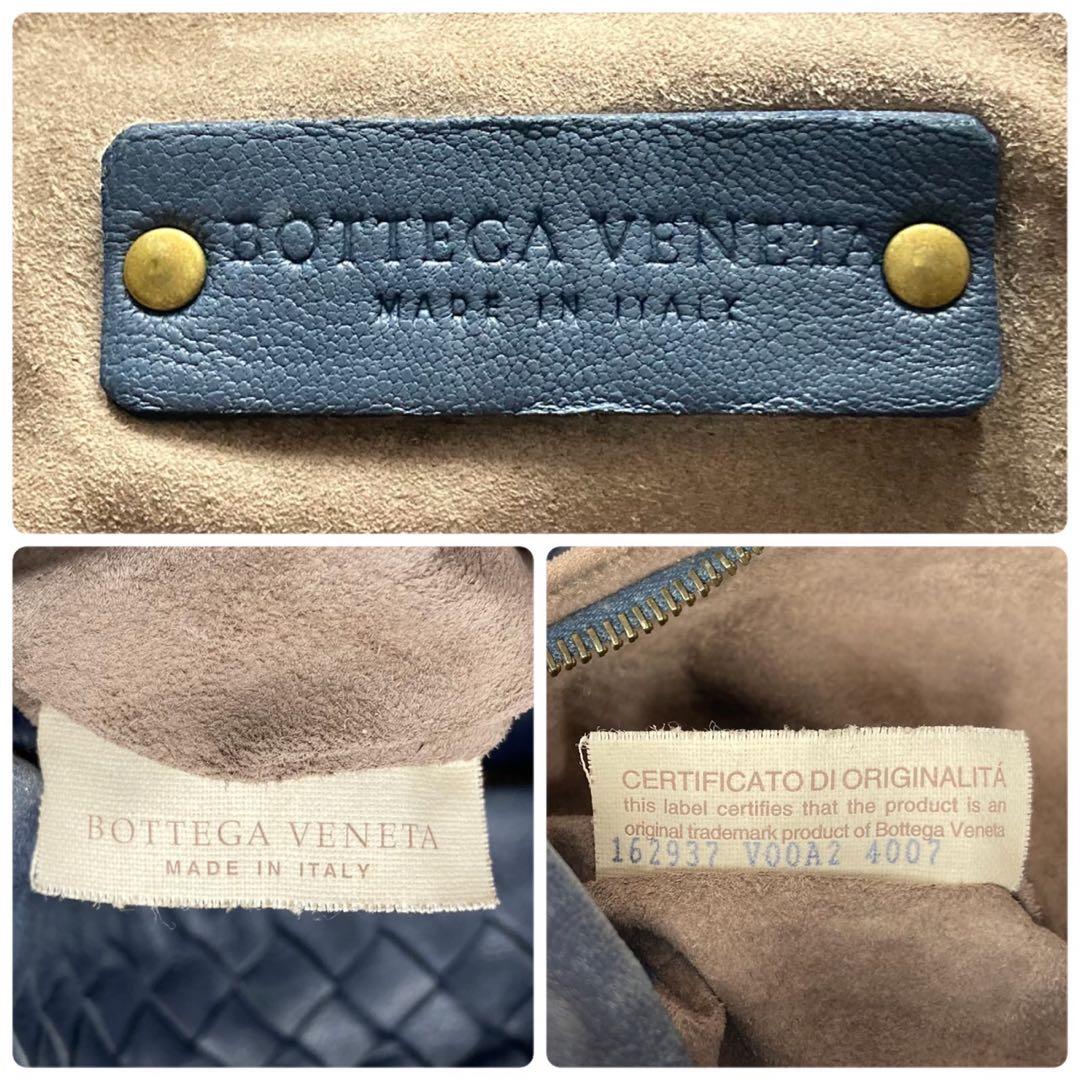 BOTTEGA VENETA
MADE IN ITALY
BOTTEGA VENETA
MADE IN ITALY
CERTIFICATO DI ORIGINALITÁ
this label certifies that the product is an
original trademark product of Bottega Veneta
162937 V00A2 4007